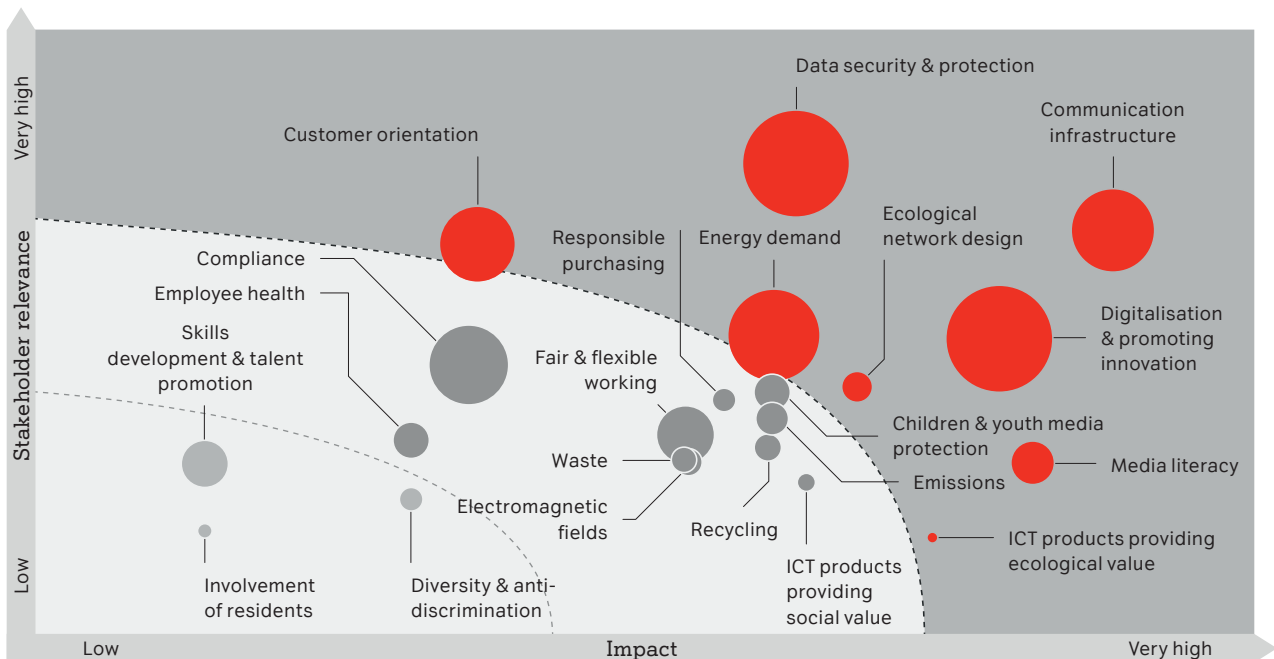 Data security & protection
Communication
infrastructure
Very high
Customer orientation
Ecological
network design
Responsible
purchasing
Energy demand
Compliance
Employee health
Stakeholder relevance
Skills
development & talent
promotion
Fair & flexible
working
Digitalisation
& promoting
innovation
Children & youth media
protection
Waste
Media literacy
Emissions
Electromagnetic
fields
Recycling
ICT products providing
ecological value
Low
Involvement
of residents
Diversity & anti-
discrimination
ICT products
providing
social value
Low
Impact
Very high